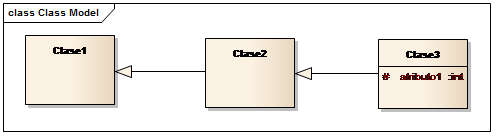 class Class Model
Clase1
Clase2
Clase3
# atributo1 :int